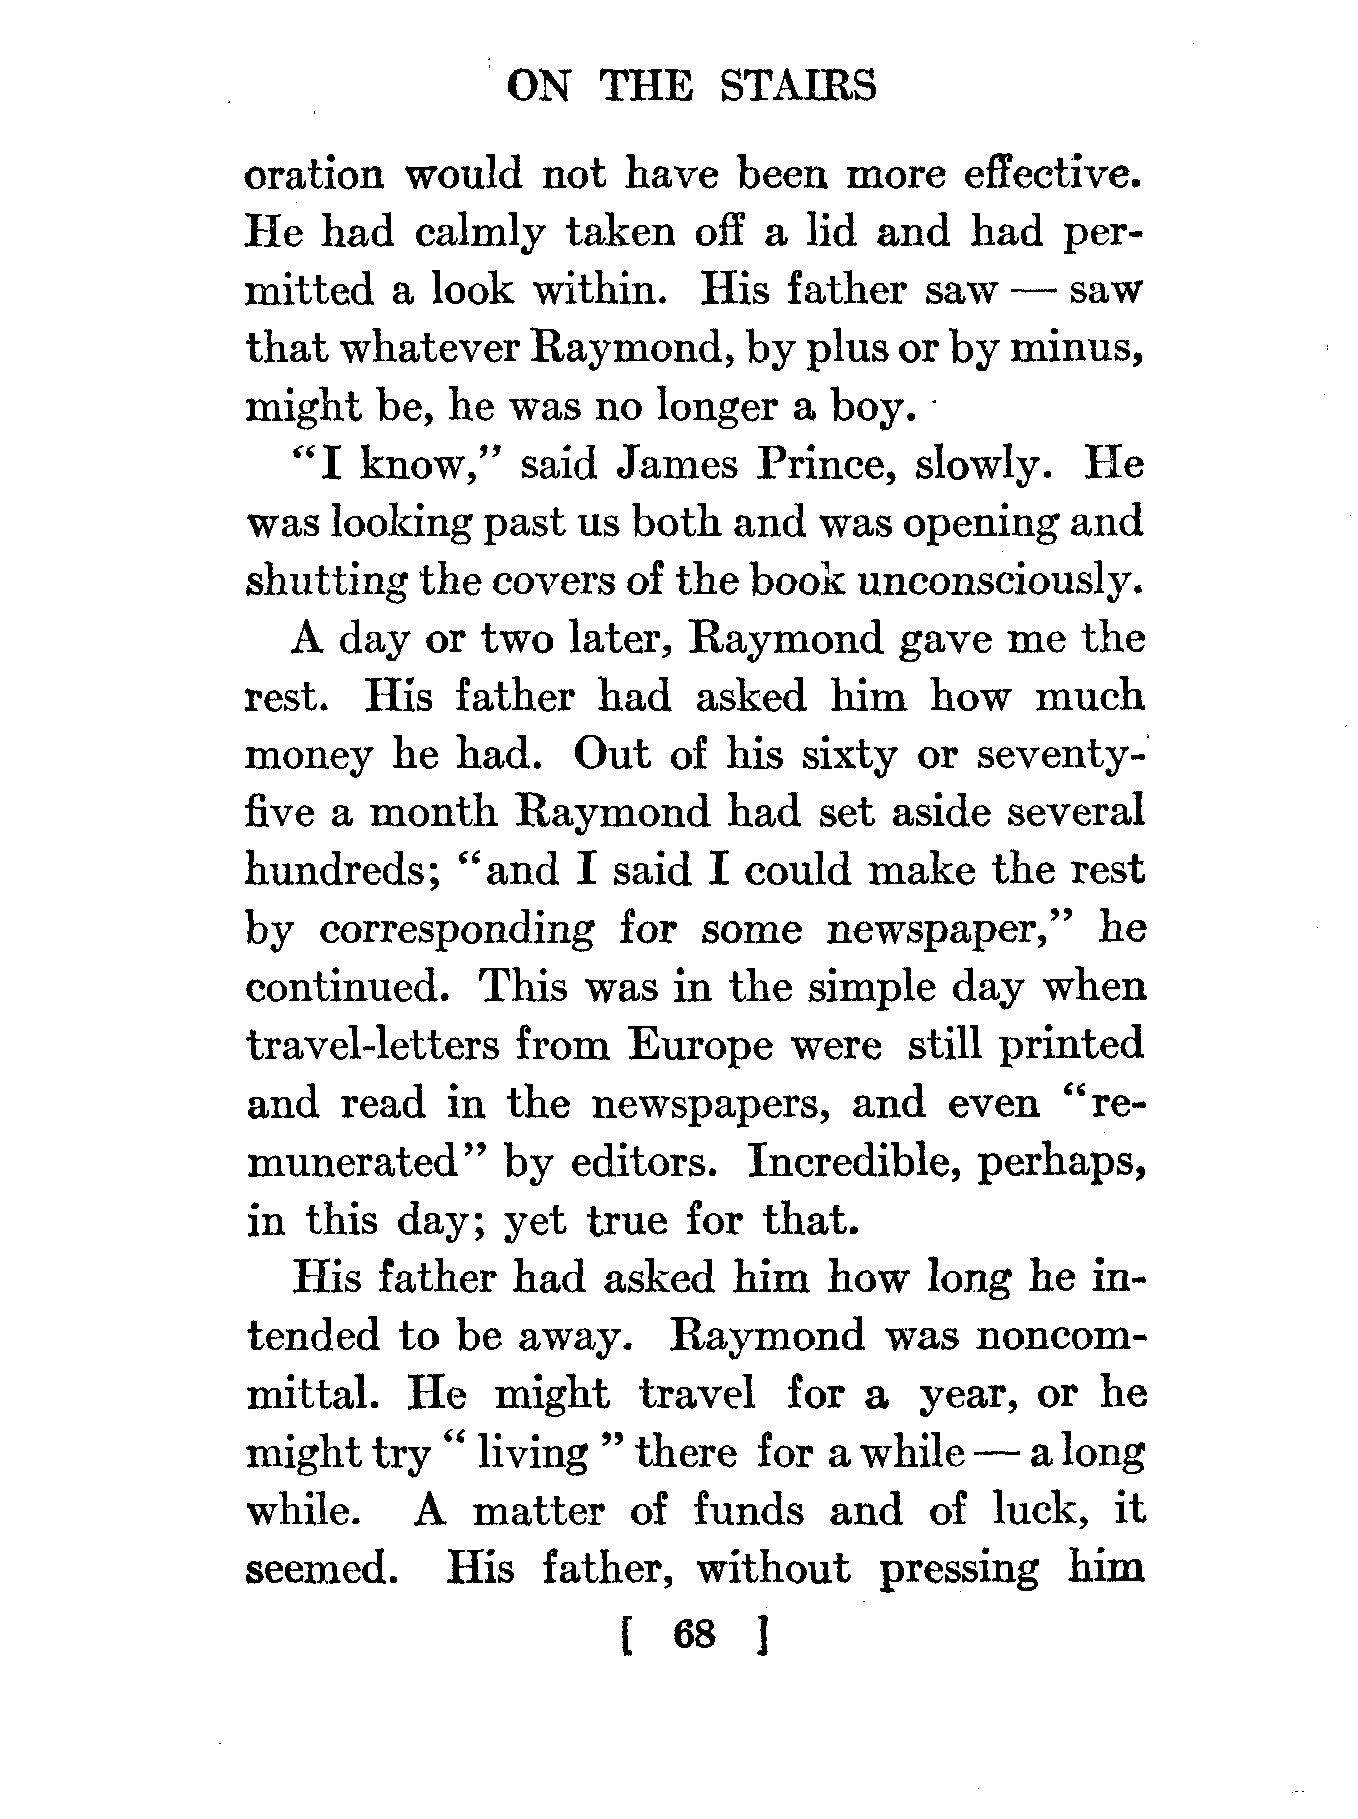 ON THE STAIRS
oration would not have been more effective.
He had calmly taken off a lid and had per-
mitted a look within. His father saw — saw
that whatever Raymond, by plus or by minus,
might be, he was no longer a boy.
"I know," said James Prince, slowly. He
was looking past us both and was opening and
shutting the covers of the book unconsciously.
A day or two later, Raymond gave me the
rest. His father had asked him how much
money he had. Out of his sixty or seventy-
five a month Raymond had set aside several
hundreds; "and I said I could make the rest
by corresponding for some newspaper," he
continued. This was in the simple day when
travel-letters from Europe were still printed
and read in the newspapers, and even "re-
munerated" by editors. Incredible, perhaps,
in this day; yet true for that.
His father had asked him how long he in-
tended to be away. Raymond was noncom-
mittal. He might travel for a year, or he
might try " living " there for a while — a long
while. A matter of funds and of luck, it
seemed. His father, without pressing him
[ 68 ]